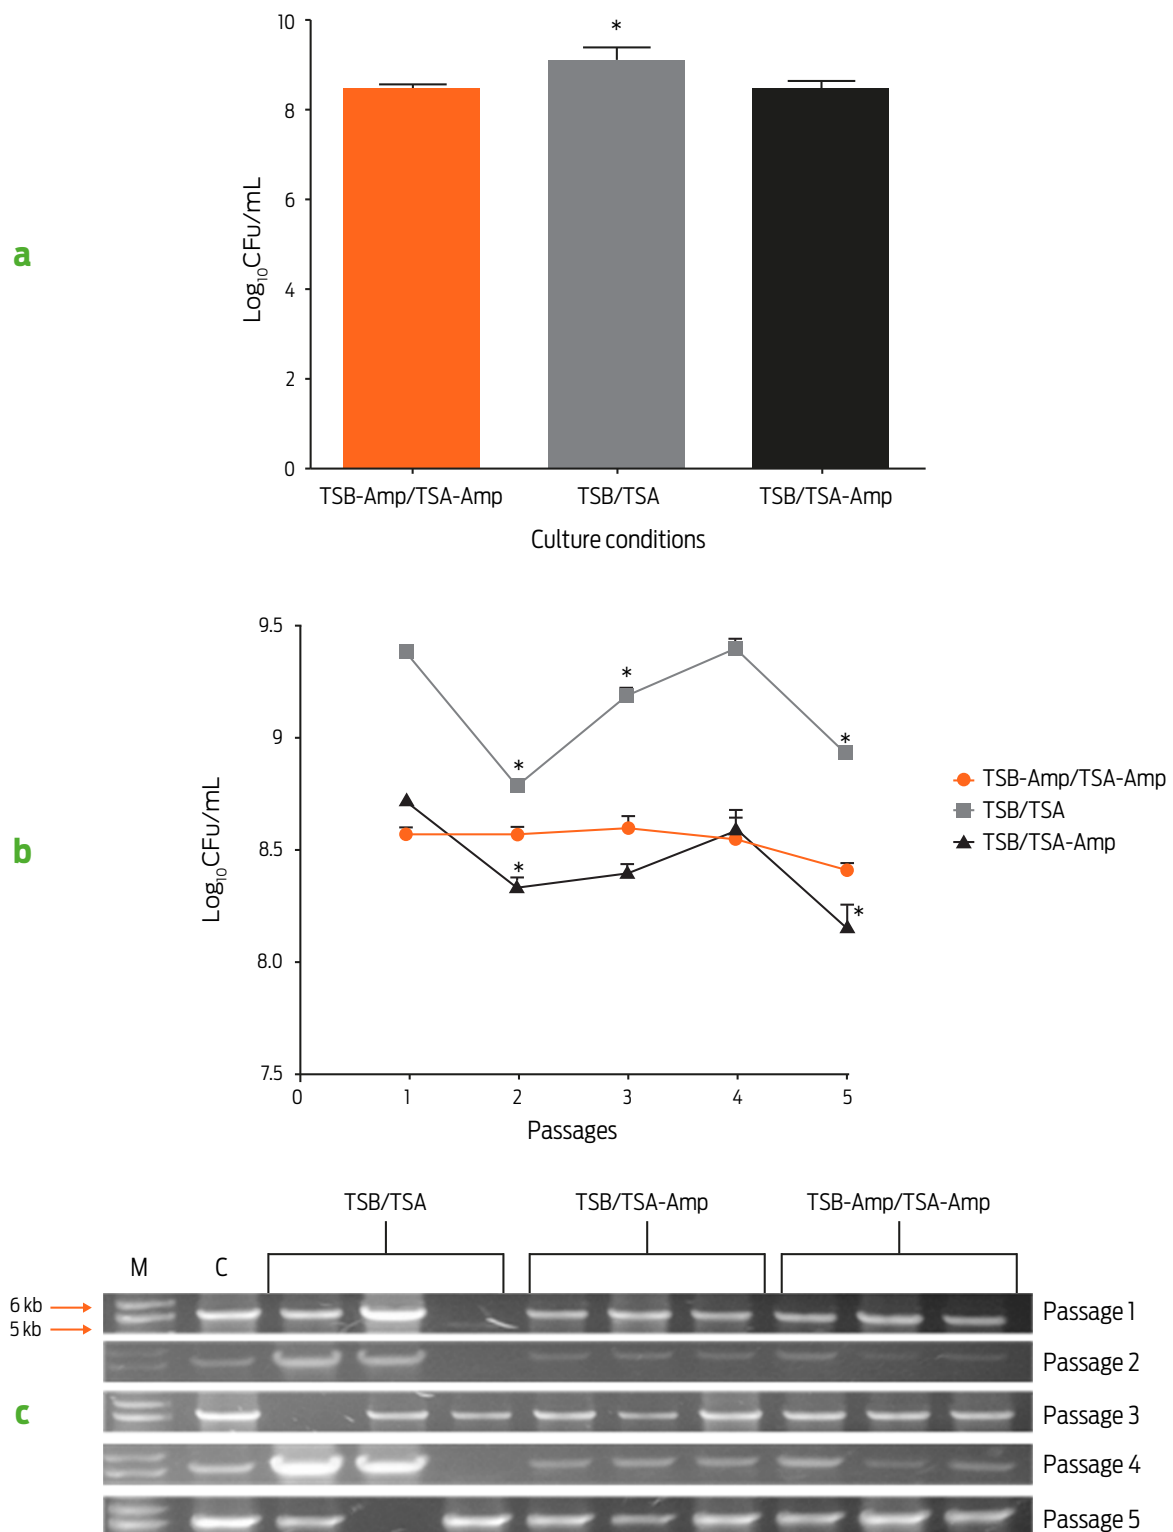 a
Log₁₀CFu/mL
10
8
6
4
2
0
*
TSB-Amp/TSA-Amp TSB/TSA TSB/TSA-Amp
Culture conditions
b
Log₁₀CFu/mL
9.5
9
8.5
8.0
7.5
* * *
* *
0 1 2 3 4 5
Passages
TSB-Amp/TSA-Amp
TSB/TSA
TSB/TSA-Amp
c
TSB/TSA TSB/TSA-Amp TSB-Amp/TSA-Amp
M C
6 kb
5 kb
Passage 1
Passage 2
Passage 3
Passage 4
Passage 5